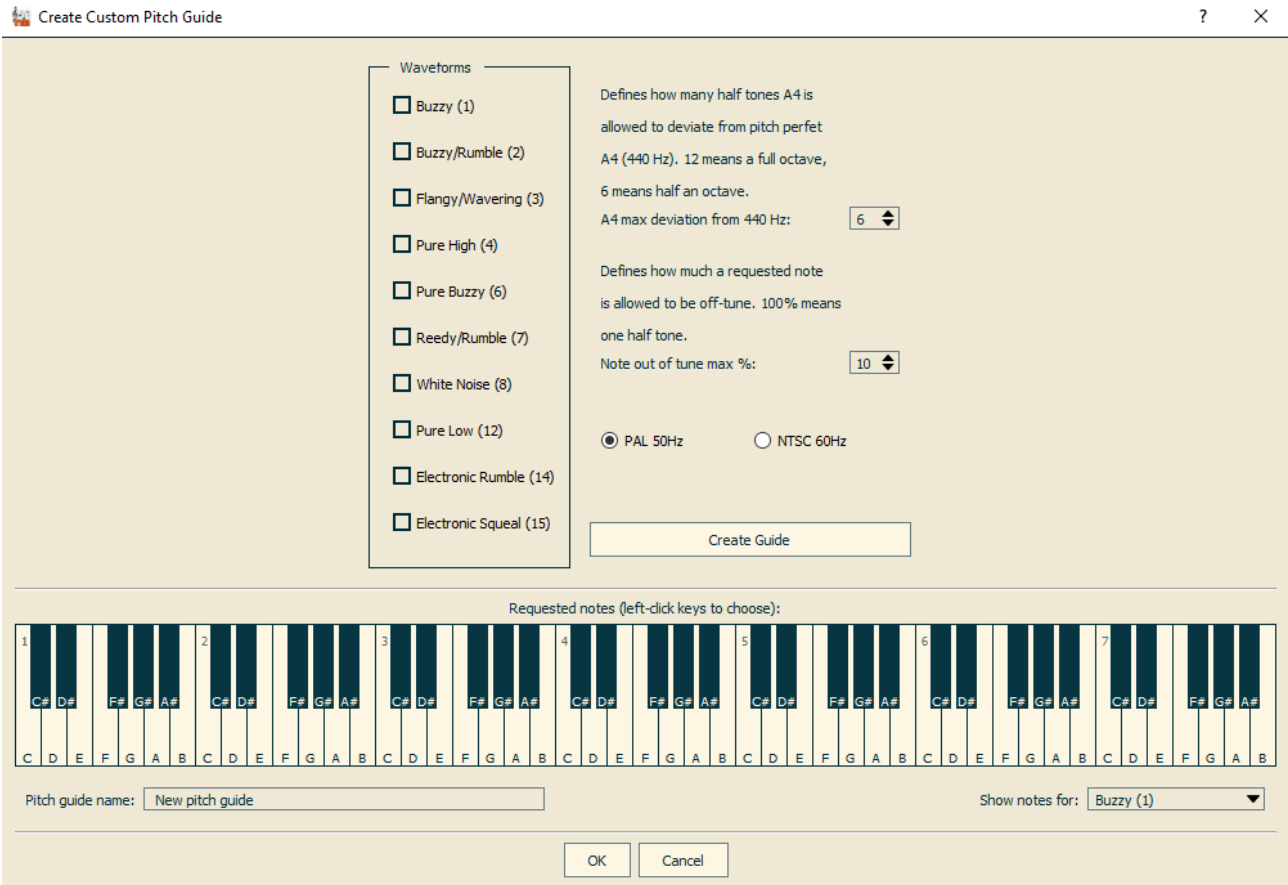 Create Custom Pitch Guide
?
Waveforms
Buzzy (1)
Buzzy/Rumble (2)
Flangy/Wavering (3)
Pure High (4)
Pure Buzzy (6)
Reedy/Rumble (7)
White Noise (8)
Pure Low (12)
Electronic Rumble (14)
Electronic Squeal (15)
Defines how many half tones A4 is
allowed to deviate from pitch perfet
A4 (440 Hz). 12 means a full octave,
6 means half an octave.
A4 max deviation from 440 Hz: 6
Defines how much a requested note
is allowed to be off-tune. 100% means
one half tone.
Note out of tune max %: 10
PAL 50Hz NTSC 60Hz
Create Guide
Requested notes (left-click keys to choose):
1 2 3 4 5 6 7
C# D# F# G# A# C# D# F# G# A# C# D# F# G# A# C# D# F# G# A# C# D# F# G# A# C# D# F# G# A# C# D# F# G# A#
C D E F G A B C D E F G A B C D E F G A B C D E F G A B C D E F G A B C D E F G A B C D E F G A B
Pitch guide name: New pitch guide Show notes for: Buzzy (1)
OK Cancel